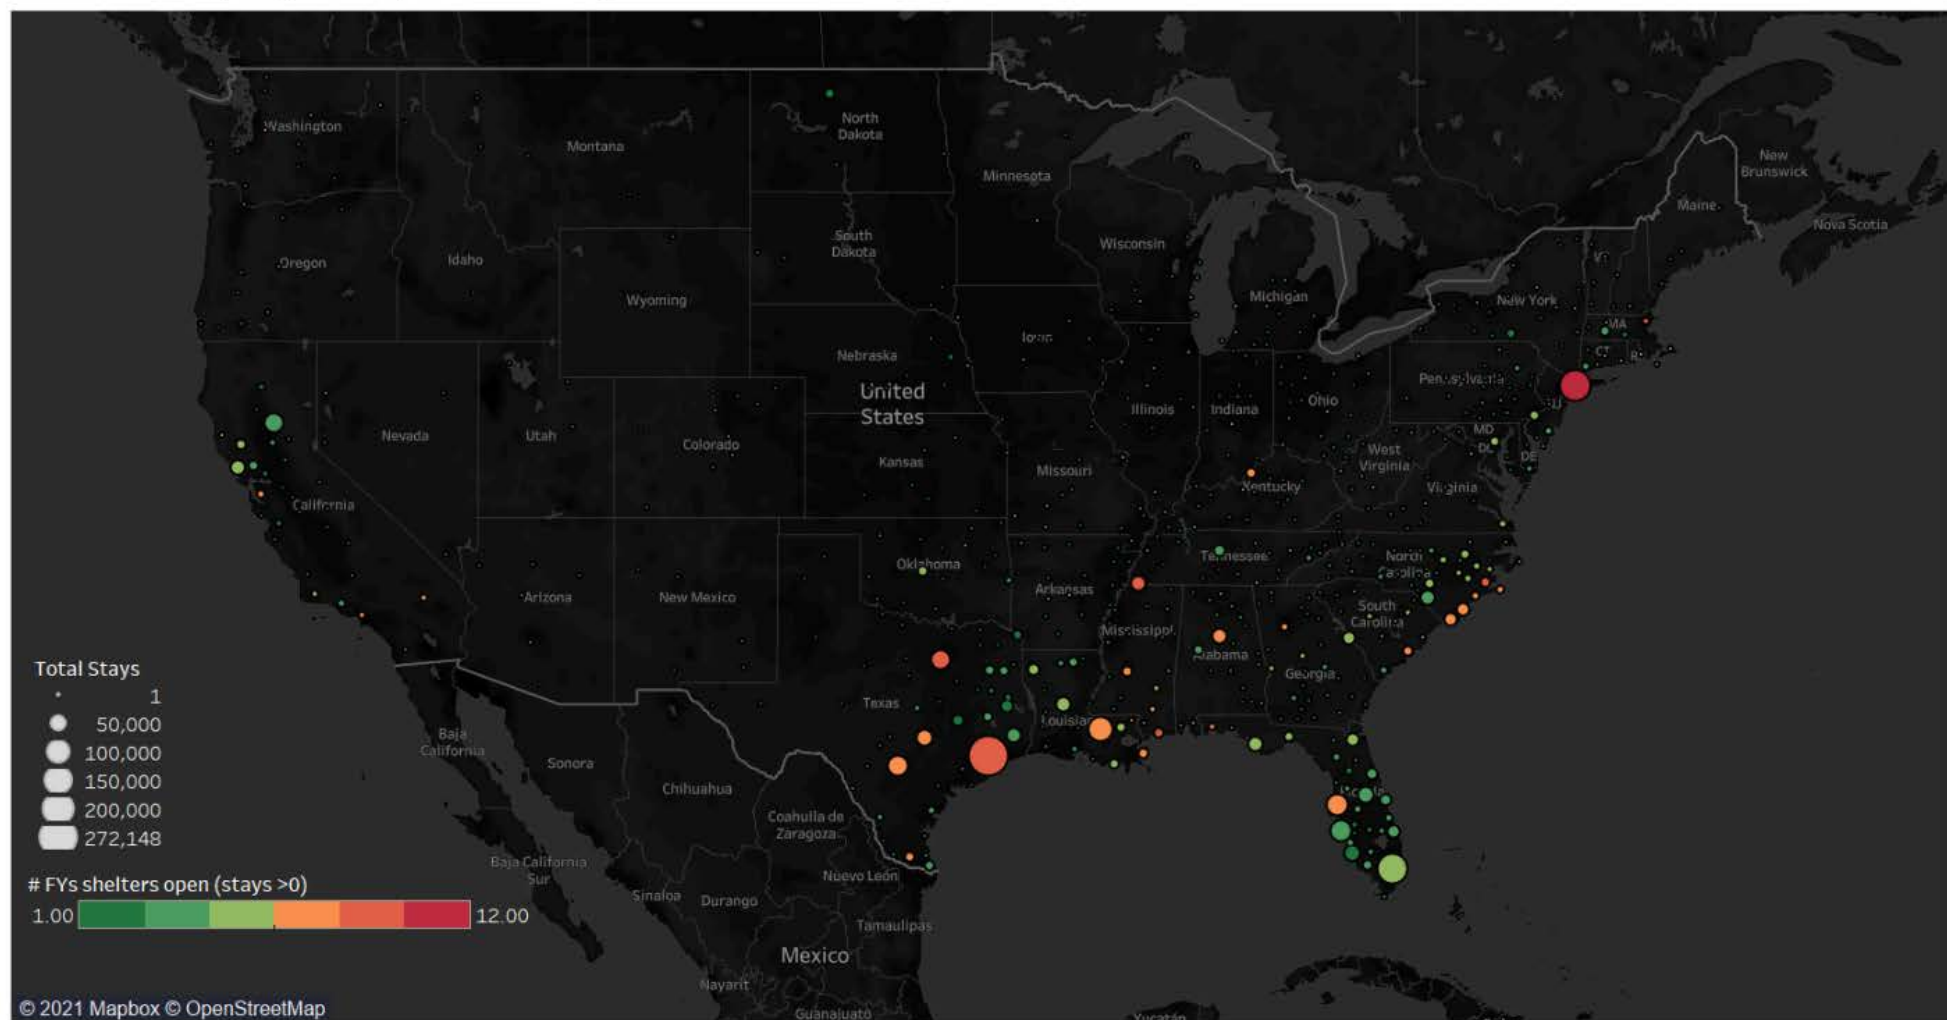 Washington
North
Dakota
Montana
Minnesota
New
Brunswick
Maine
Nova Scotia
South
Dakota
Wisconsin
Oregon
Idaho
Wyoming
Michigan
New York
VT
MA
Iowa
CT
Nebraska
Pennsylvania
United
States
Illinois
Indiana
Ohio
Nevada
Utah
Colorado
MD
DE
Kansas
Missouri
West
Virginia
Kentucky
Virginia
California
Oklahoma
Tennessee
North
Carolina
Arizona
New Mexico
Arkansas
South
Carolina
Mississippi
Alabama
Georgia
Texas
Baja
California
Sonora
Chihuahua
Coahuila de
Zaragoza
Baja California
Sur
Sinaloa
Durango
Nuevo León
Tamaulipas
Mexico
Nayarit
Guanajuato
Yucatán
Total Stays
1
50,000
100,000
150,000
200,000
272,148
# FYs shelters open (stays >0)
1.00
12.00
© 2021 Mapbox © OpenStreetMap